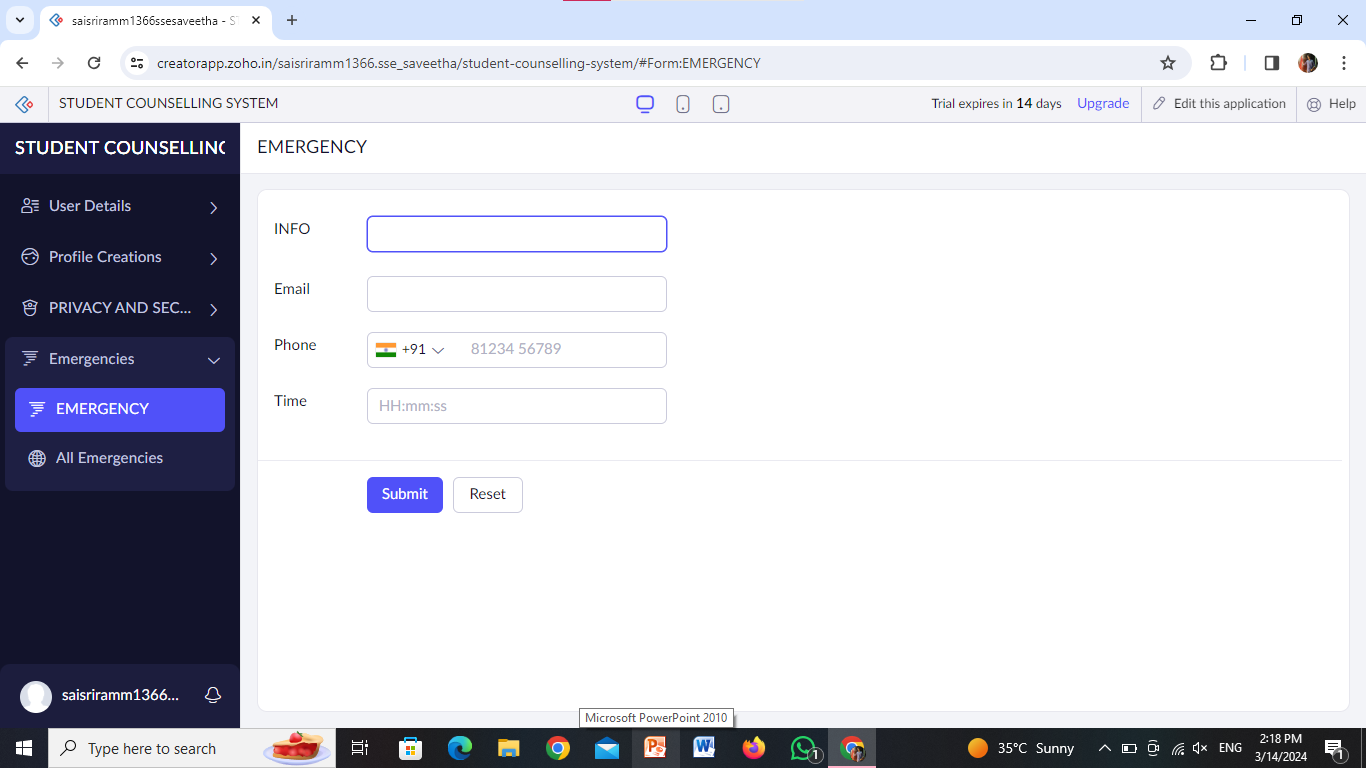 saisriramm1366ssesaveetha - S
creatorapp.zoho.in/saisriramm1366.sse_saveetha/student-counselling-system/#Form:EMERGENCY
STUDENT COUNSELLING SYSTEM
Trial expires in 14 days
Upgrade
Edit this application
Help
STUDENT COUNSELLING
EMERGENCY
User Details
Profile Creations
PRIVACY AND SEC...
Emergencies
EMERGENCY
All Emergencies
INFO
Email
Phone
+91
81234 56789
Time
HH:mm:ss
Submit
Reset
saisriramm1366...
Microsoft PowerPoint 2010
Type here to search
1
35°C Sunny
ENG
2:18 PM
3/14/2024
1